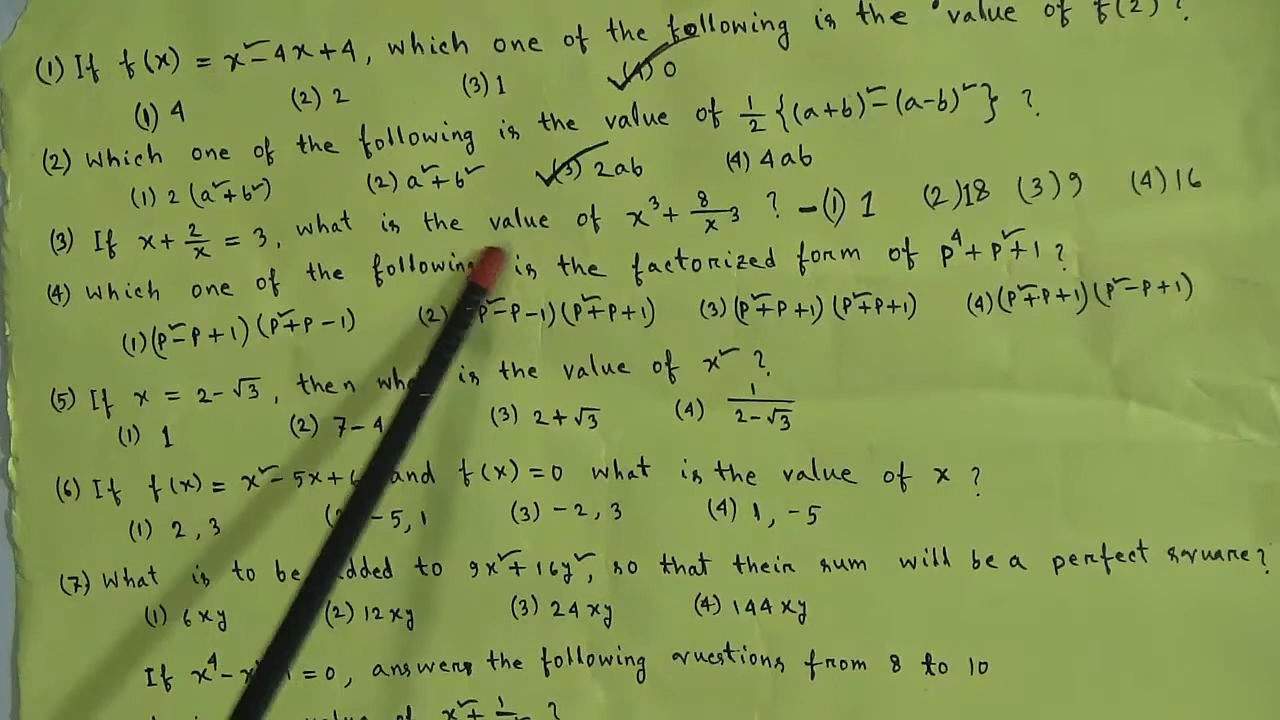 (1) If f(x) = x² - 4x + 4, which one of the following is the value of f(2)?
(1) 4 (2) 2 (3) 1 (4) 0
(2) Which one of the following is the value of 1/2 {(a+b)² - (a-b)²} ?
(1) 2 (a² + b²) (2) a² + b² (3) 2ab (4) 4ab
(3) If x + 2/x = 3, what is the value of x³ + 8/x³ ? - (1) 1 (2) 18 (3) 9 (4) 16
(4) Which one of the following is the factorized form of p⁴ + p² + 1 ?
(1) (p² - p + 1) (p² + p - 1) (2) p² - p - 1) (p² + p + 1) (3) (p² + p + 1) (p² + p + 1) (4) (p² + p + 1) (p² - p + 1)
(5) If x = 2 - √3, then is the value of x² ?
(1) 1 (2) 7 - 4 (3) 2 + √3 (4) 1/(2 - √3)
(6) If f(x) = x² - 5x + and f(x) = 0 what is the value of x ?
(1) 2, 3 - 5, 1 (3) - 2, 3 (4) 1, - 5
(7) What is to be added to 9x² + 16y², so that their sum will be a perfect square?
(1) 6xy (2) 12xy (3) 24xy (4) 144xy
If x⁴ - = 0, answer the following questions from 8 to 10